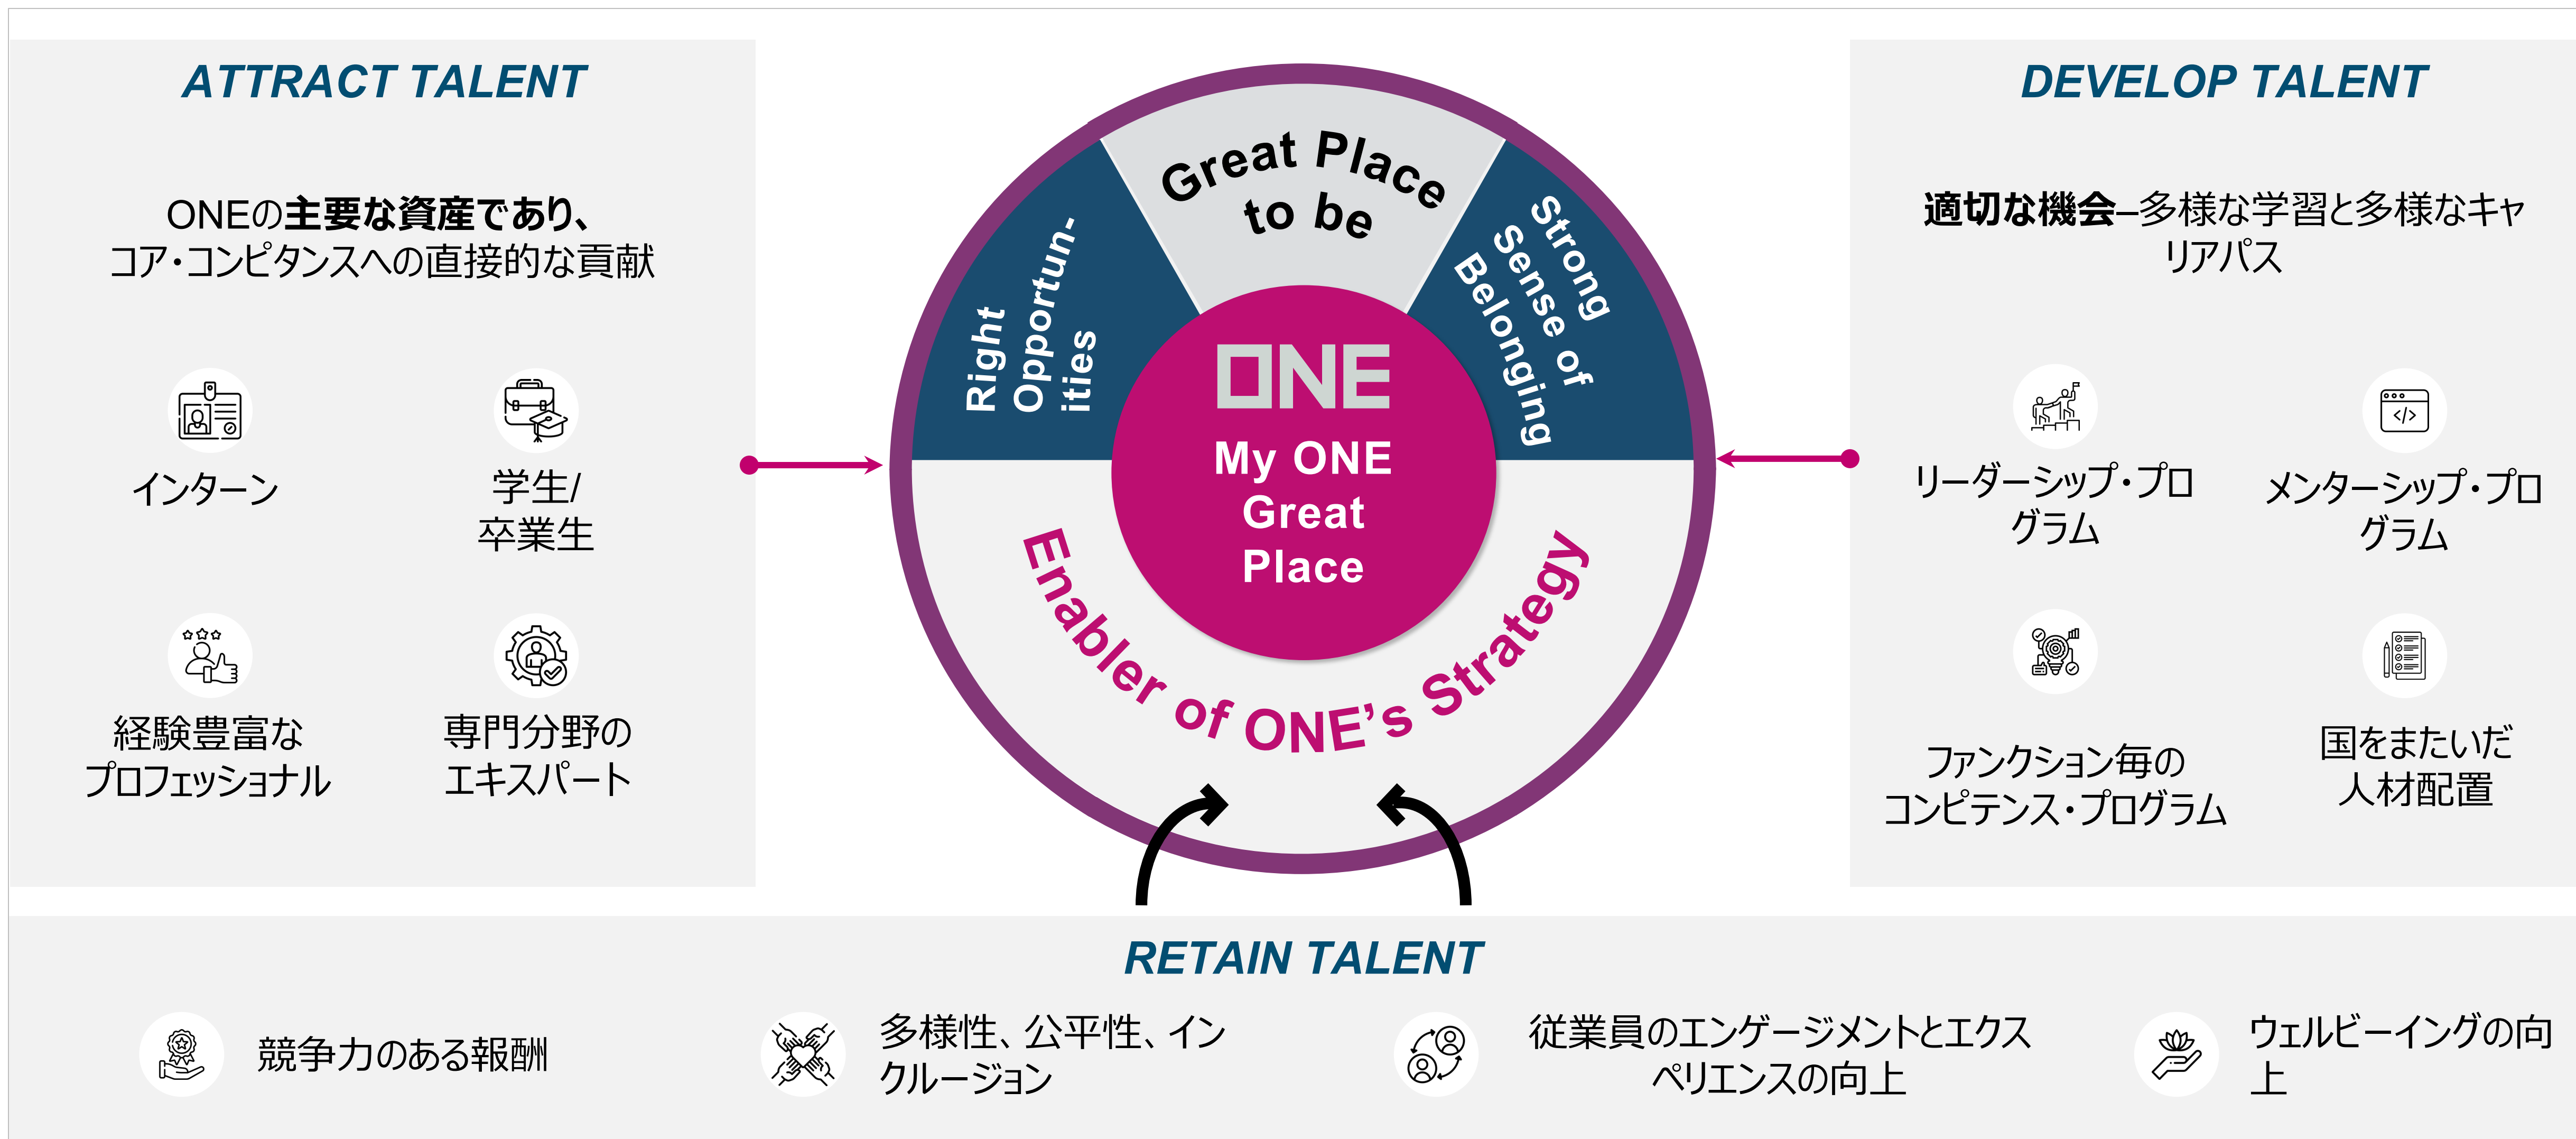 ATTRACT TALENT
ONEの主要な資産であり、
コア・コンピタンスへの直接的な貢献
インターン
学生/
卒業生
経験豊富な
プロフェッショナル
専門分野の
エキスパート
Great Place
to be
Right
Opportun-
ities
Strong
Sense of
Belonging
ONE
My ONE
Great
Place
Enabler of ONE’s Strategy
DEVELOP TALENT
適切な機会–多様な学習と多様なキャ
リアパス
リーダーシップ・プロ
グラム
メンターシップ・プロ
グラム
ファンクション毎の
コンピテンス・プログラム
国をまたいだ
人材配置
RETAIN TALENT
競争力のある報酬
多様性、公平性、イン
クルージョン
従業員のエンゲージメントとエクス
ペリエンスの向上
ウェルビーイングの向
上